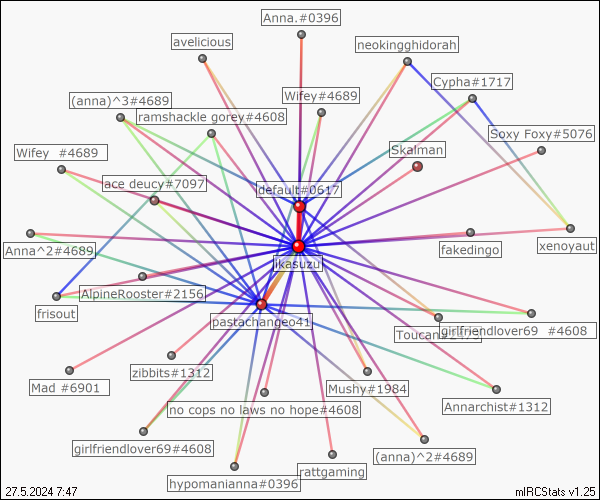 Anna.#0396
avelicious
neokingghidorah
Cypha#1717
(anna)^3#4689
Wifey#4689
ramshackle gorey#4608
Soxy Foxy#5076
Wifey  #4689
Skalman
ace deucy#7097
default#0617
Anna^2#4689
fakedingo
xenoyaut
ikasuzu
AlpineRooster#2156
frisout
pastachangeo41
girlfriendlover69  #4608
zibbits#1312
Mad #6901
Mushy#1984
no cops no laws no hope#4608
Annarchist#1312
girlfriendlover69#4608
(anna)^2#4689
rattgaming
hypomanianna#0396
27.5.2024 7:47
mIRCStats v1.25